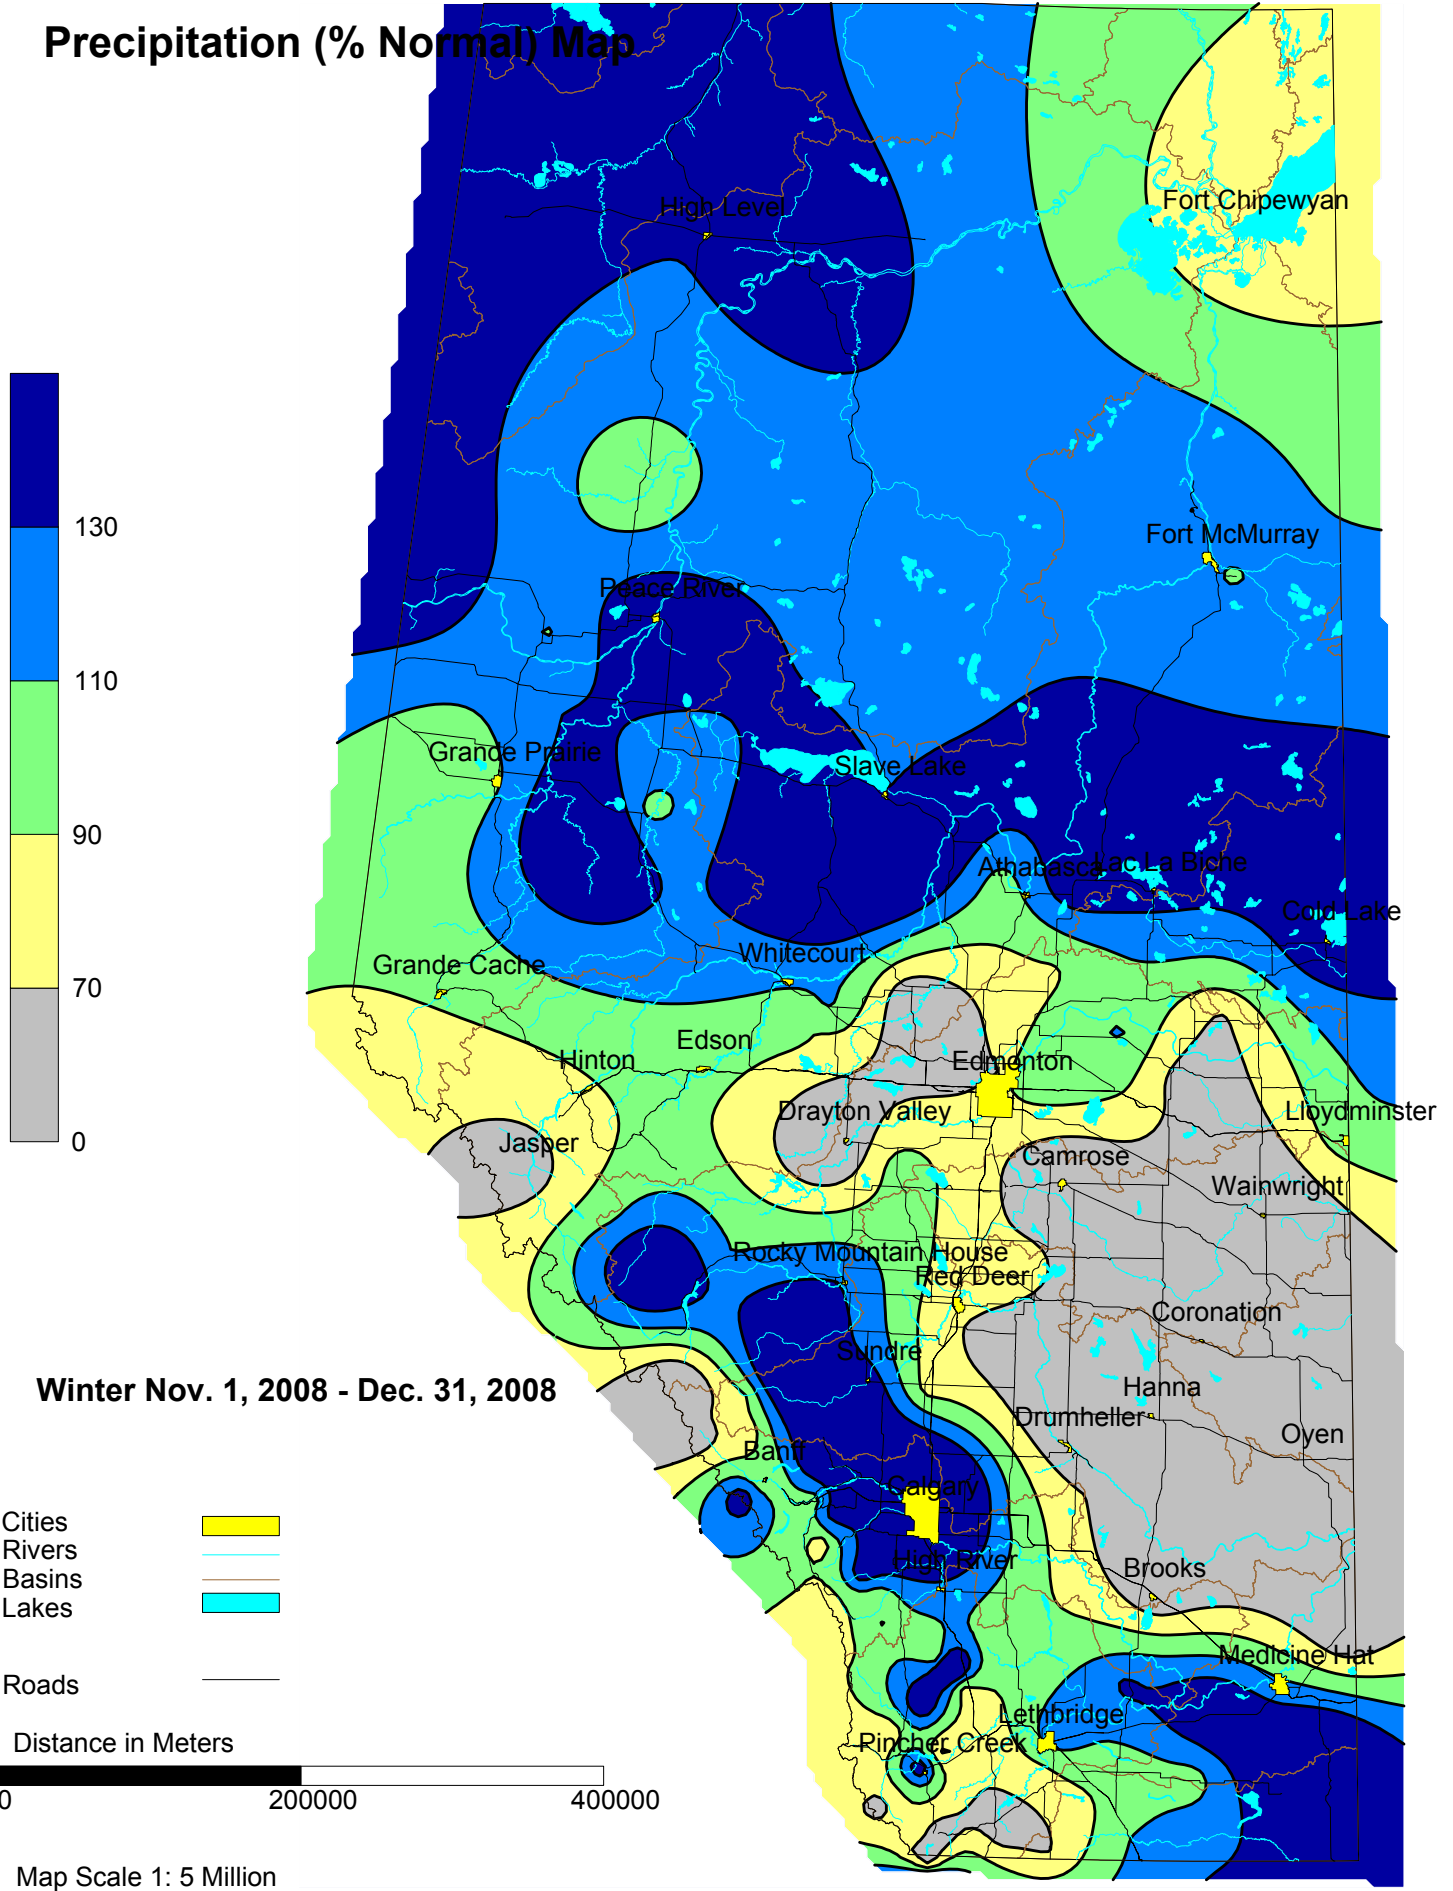 Precipitation (% Normal) Map
High Level
Fort Chipewyan
130
Fort McMurray
Peace River
110
Grande Prairie
Slave Lake
90
Athabasca
Lac La Biche
Cold Lake
Whitecourt
Grande Cache
70
Edson
Hinton
Edmonton
Drayton Valley
Lloydminster
0
Jasper
Camrose
Wainwright
Rocky Mountain House
Red Deer
Coronation
Sundre
Winter Nov. 1, 2008 - Dec. 31, 2008
Hanna
Drumheller
Oyen
Banff
Calgary
Cities
Rivers
High River
Brooks
Basins
Lakes
Medicine Hat
Roads
Lethbridge
Distance in Meters
Pincher Creek
0 200000 400000
Map Scale 1: 5 Million